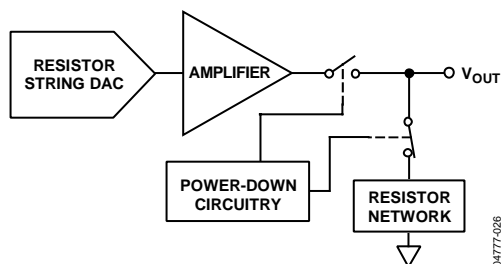 RESISTOR
STRING DAC
AMPLIFIER
VOUT
POWER-DOWN
CIRCUITRY
RESISTOR
NETWORK
04777-026